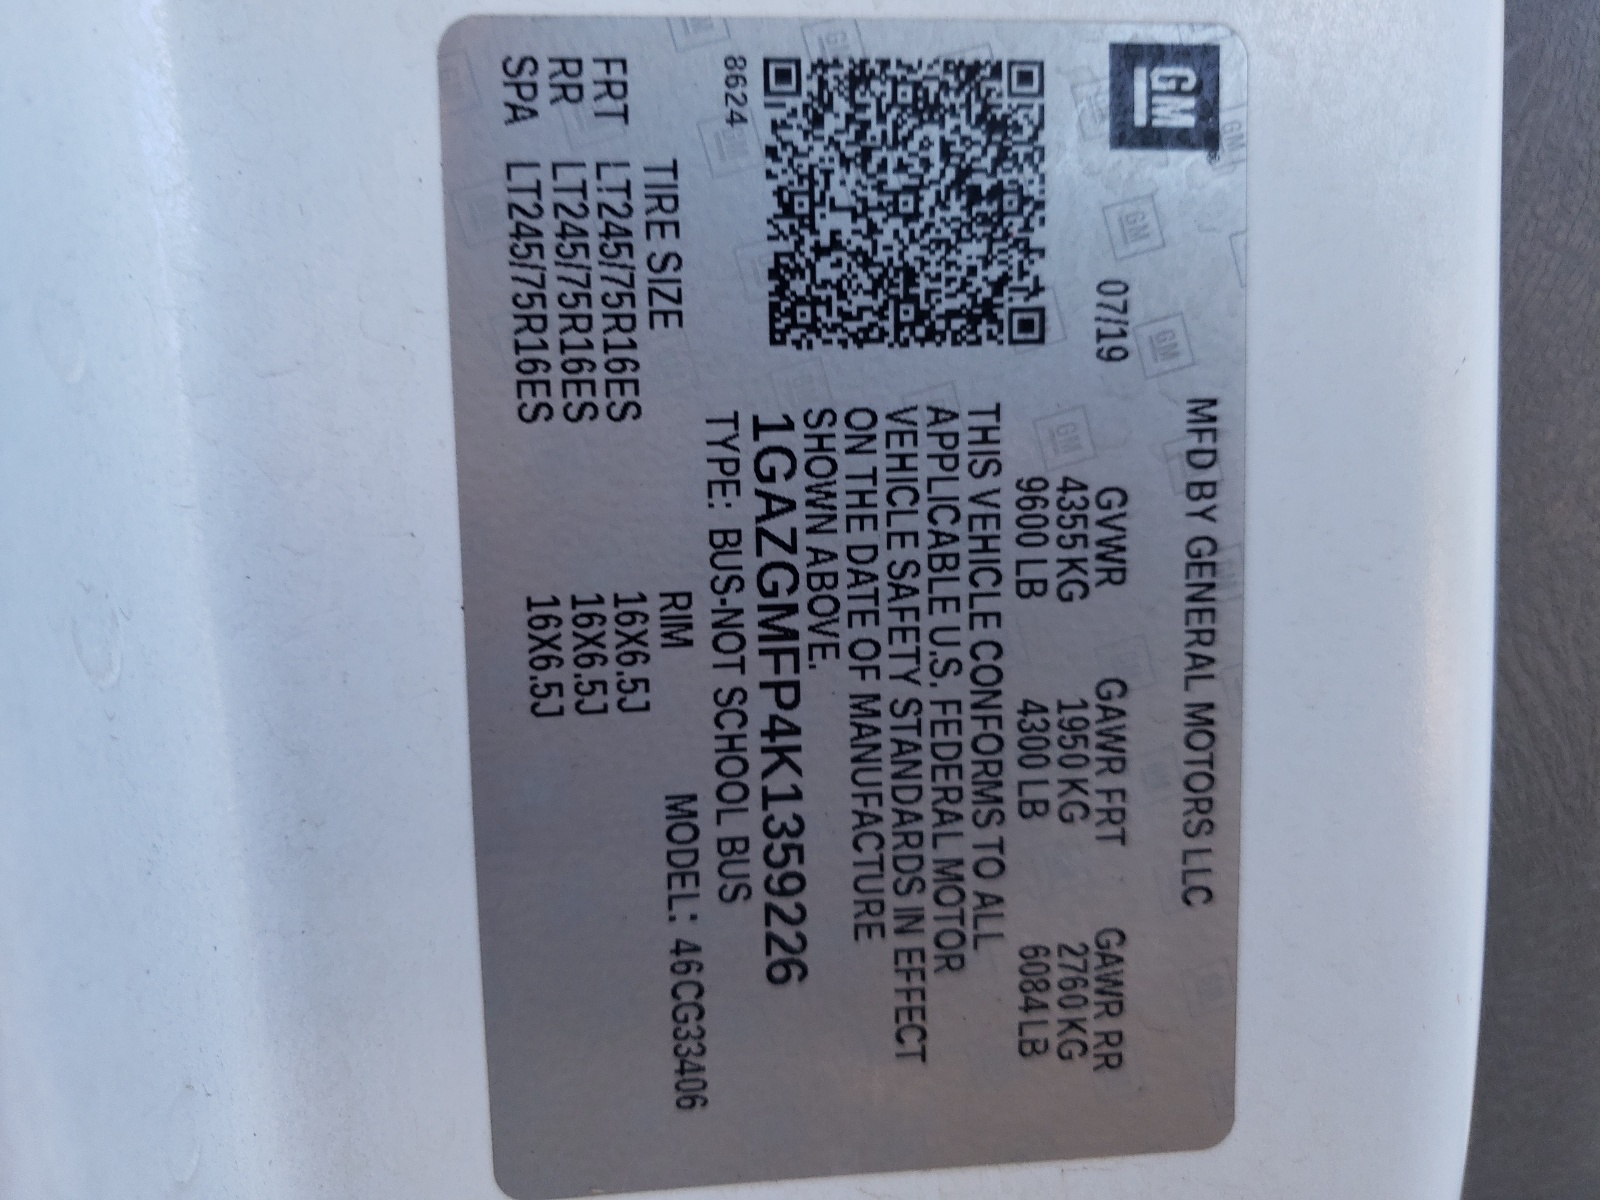 GM
MFD BY GENERAL MOTORS LLC
07/19 GVWR GAWR FRT GAWR RR
4355 KG 1950 KG 2760 KG
9600 LB 4300 LB 6084 LB
THIS VEHICLE CONFORMS TO ALL
APPLICABLE U.S. FEDERAL MOTOR
VEHICLE SAFETY STANDARDS IN EFFECT
ON THE DATE OF MANUFACTURE
SHOWN ABOVE.
1GAZGMFP4K1359226
8624 TYPE: BUS-NOT SCHOOL BUS
TIRE SIZE RIM MODEL: 46CG33406
FRT LT245/75R16ES 16X6.5J
RR LT245/75R16ES 16X6.5J
SPA LT245/75R16ES 16X6.5J